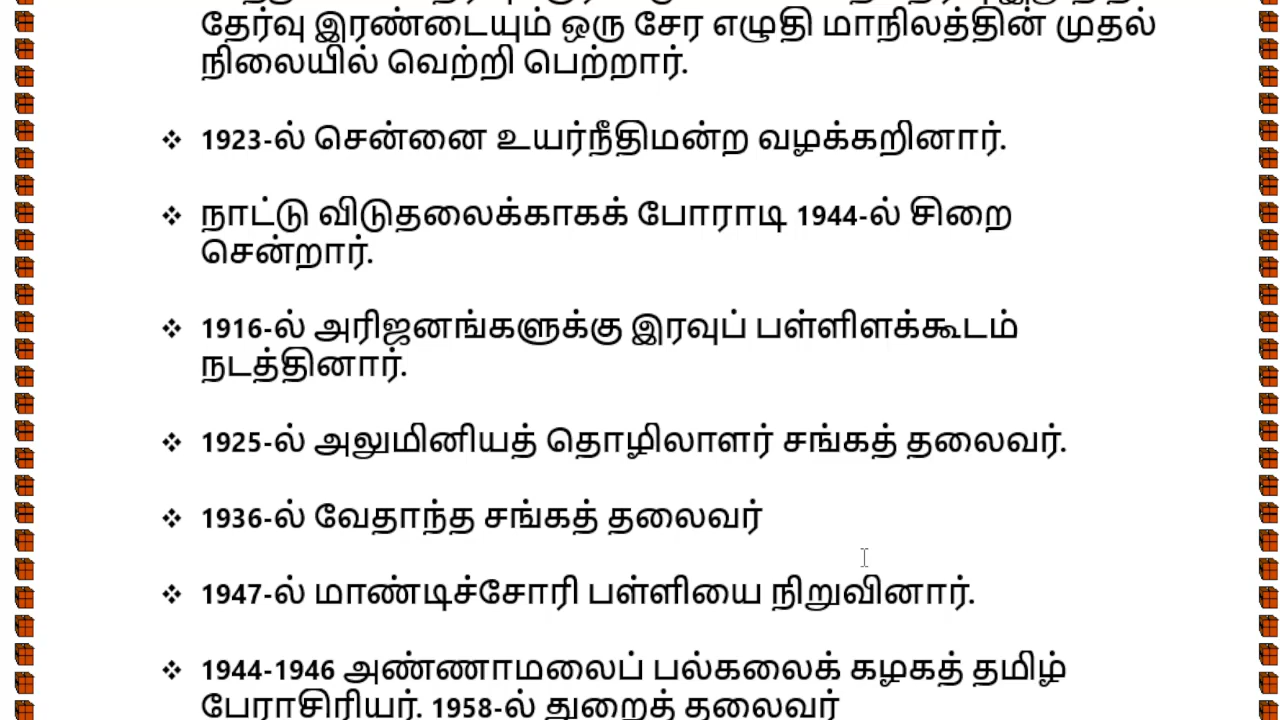 தேர்வு இரண்டையும் ஒரு சேர எழுதி மாநிலத்தின் முதல்
நிலையில் வெற்றி பெற்றார்.
❖ 1923-ல் சென்னை உயர்நீதிமன்ற வழக்கறினார்.
❖ நாட்டு விடுதலைக்காகக் போராடி 1944-ல் சிறை
சென்றார்.
❖ 1916-ல் அரிஜனங்களுக்கு இரவுப் பள்ளிளக்கூடம்
நடத்தினார்.
❖ 1925-ல் அலுமினியத் தொழிலாளர் சங்கத் தலைவர்.
❖ 1936-ல் வேதாந்த சங்கத் தலைவர்
❖ 1947-ல் மாண்டிச்சோரி பள்ளியை நிறுவினார்.
❖ 1944-1946 அண்ணாமலைப் பல்கலைக் கழகத் தமிழ்
பேராசிரியர். 1958-ல் துறைத் தலைவர்